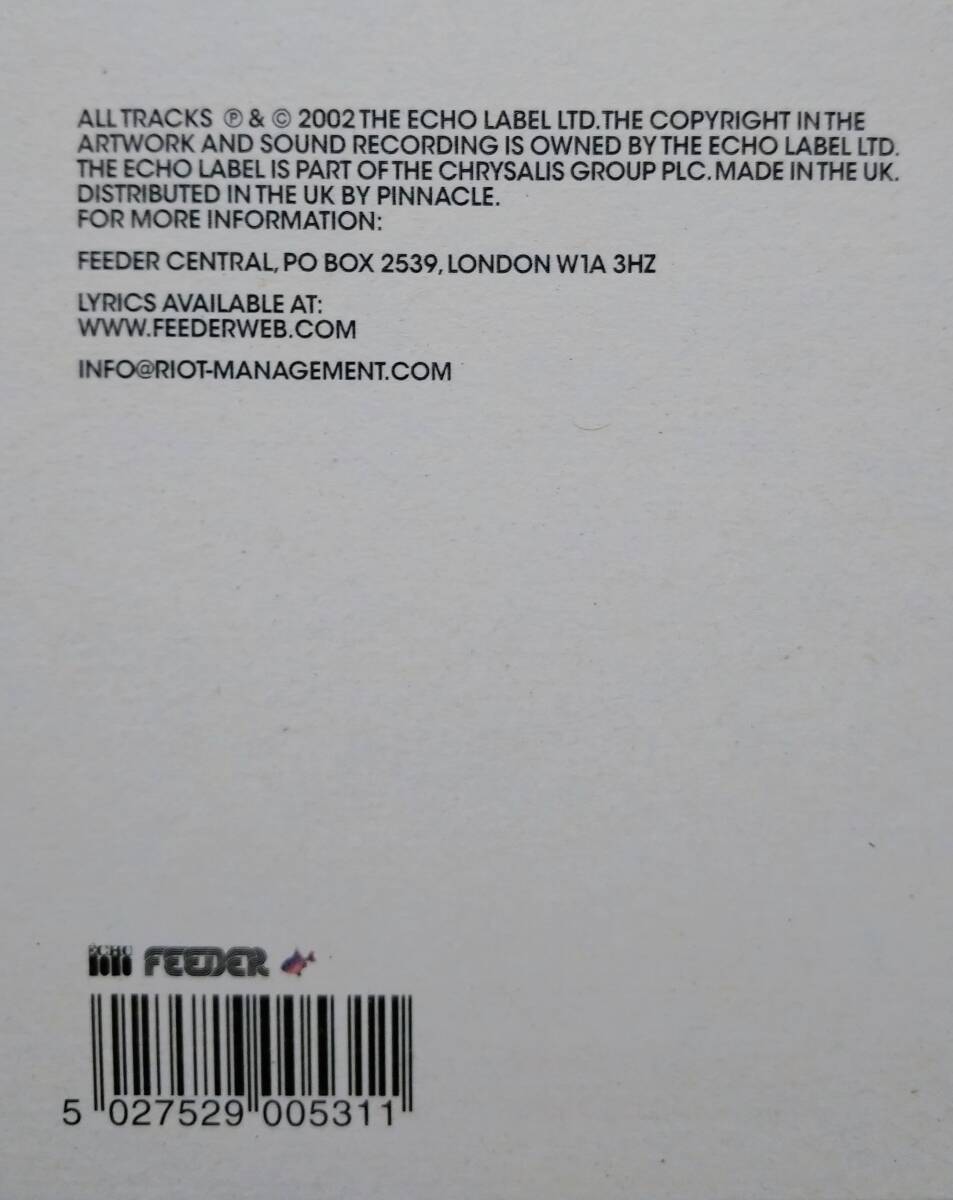 ALL TRACKS ℗ & © 2002 THE ECHO LABEL LTD. THE COPYRIGHT IN THE
ARTWORK AND SOUND RECORDING IS OWNED BY THE ECHO LABEL LTD.
THE ECHO LABEL IS PART OF THE CHRYSALIS GROUP PLC. MADE IN THE UK.
DISTRIBUTED IN THE UK BY PINNACLE.
FOR MORE INFORMATION:
FEEDER CENTRAL, PO BOX 2539, LONDON W1A 3HZ
LYRICS AVAILABLE AT:
WWW.FEEDERWEB.COM
INFO@RIOT-MANAGEMENT.COM
ECHO FEEDER
5 027529 005311